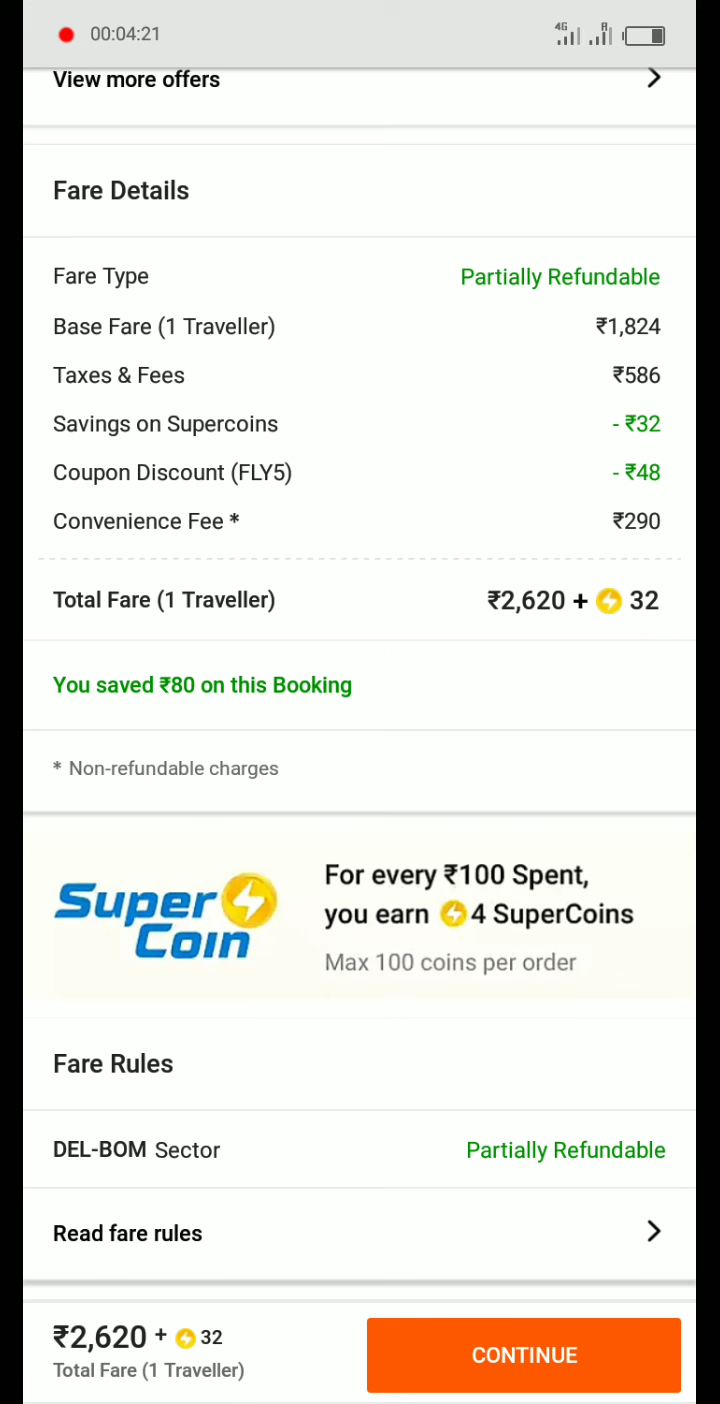 00:04:21
4G R
View more offers
Fare Details
Fare Type Partially Refundable
Base Fare (1 Traveller) ₹1,824
Taxes & Fees ₹586
Savings on Supercoins - ₹32
Coupon Discount (FLY5) - ₹48
Convenience Fee * ₹290
Total Fare (1 Traveller) ₹2,620 + 32
You saved ₹80 on this Booking
* Non-refundable charges
Super
Coin
For every ₹100 Spent,
you earn 4 SuperCoins
Max 100 coins per order
Fare Rules
DEL-BOM Sector Partially Refundable
Read fare rules
₹2,620 + 32
Total Fare (1 Traveller)
CONTINUE